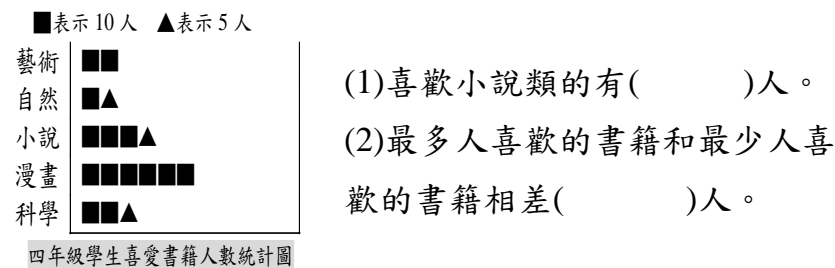 ■表示10人 ▲表示5人
藝術 ■■
自然 ■▲
小說 ■■■▲
漫畫 ■■■■■■
科學 ■■▲
四年級學生喜愛書籍人數統計圖
(1)喜歡小說類的有(　　　)人。
(2)最多人喜歡的書籍和最少人喜
歡的書籍相差(　　　)人。